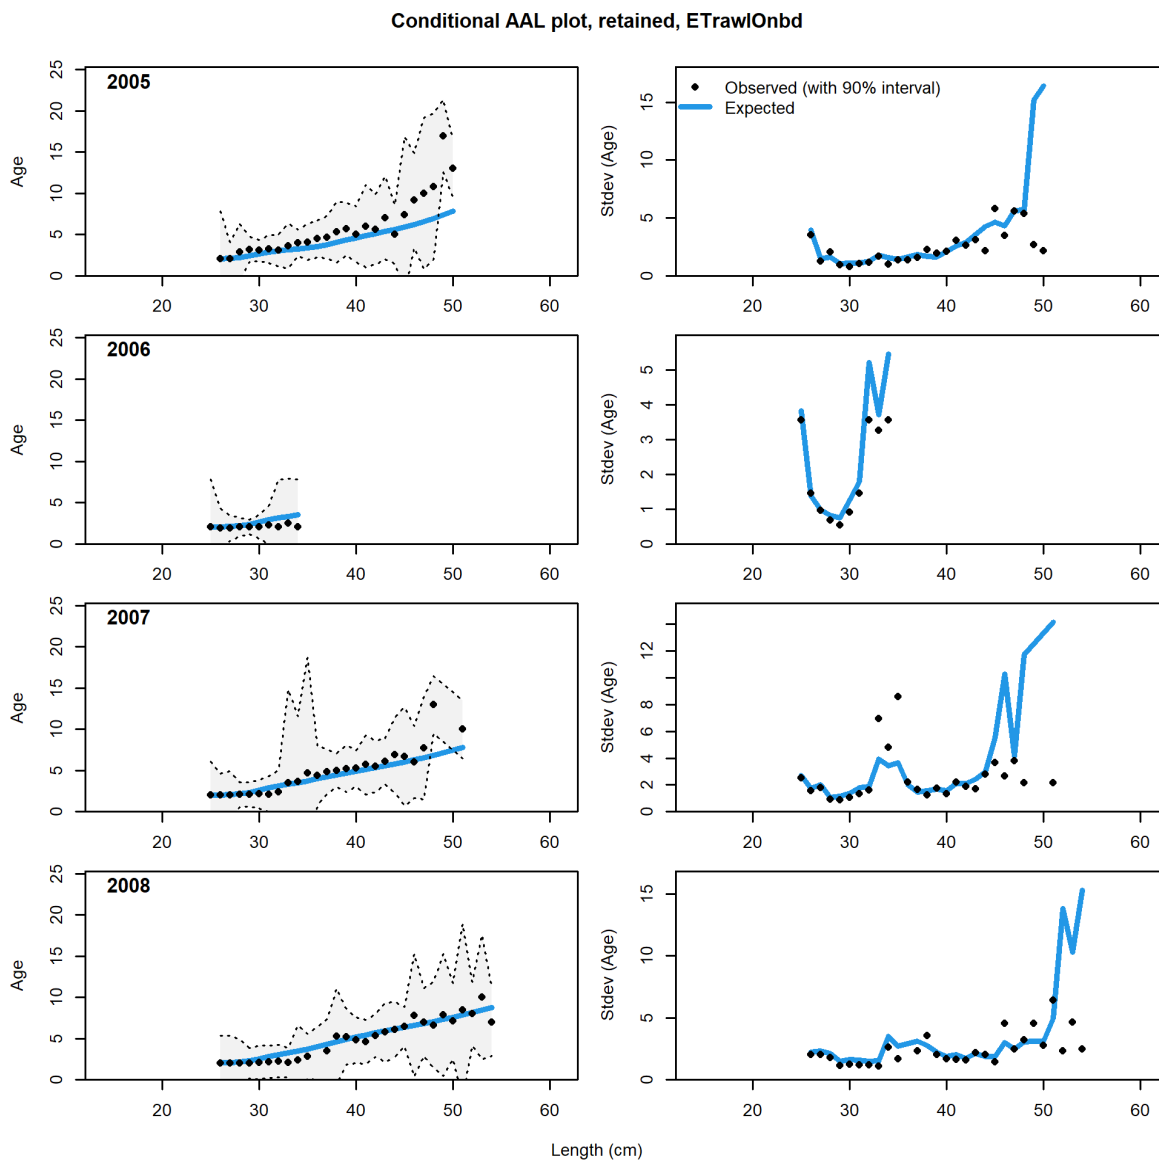 Conditional AAL plot, retained, ETrawlOnbd
2005
Age
0 5 10 15 20 25
20 30 40 50 60
Observed (with 90% interval)
Expected
Stdev (Age)
0 5 10 15
20 30 40 50 60
2006
Age
0 5 10 15 20 25
20 30 40 50 60
Stdev (Age)
0 1 2 3 4 5
20 30 40 50 60
2007
Age
0 5 10 15 20 25
20 30 40 50 60
Stdev (Age)
0 2 4 6 8 12
20 30 40 50 60
2008
Age
0 5 10 15 20 25
20 30 40 50 60
Stdev (Age)
0 5 10 15
20 30 40 50 60
Length (cm)